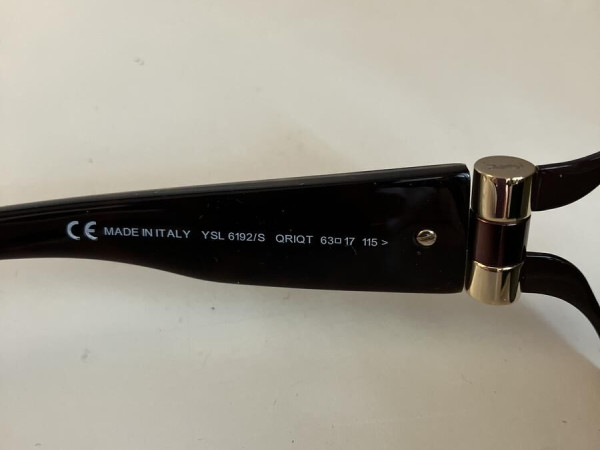 CE MADE IN ITALY YSL 6192/S QRIQT 63□17 115 >